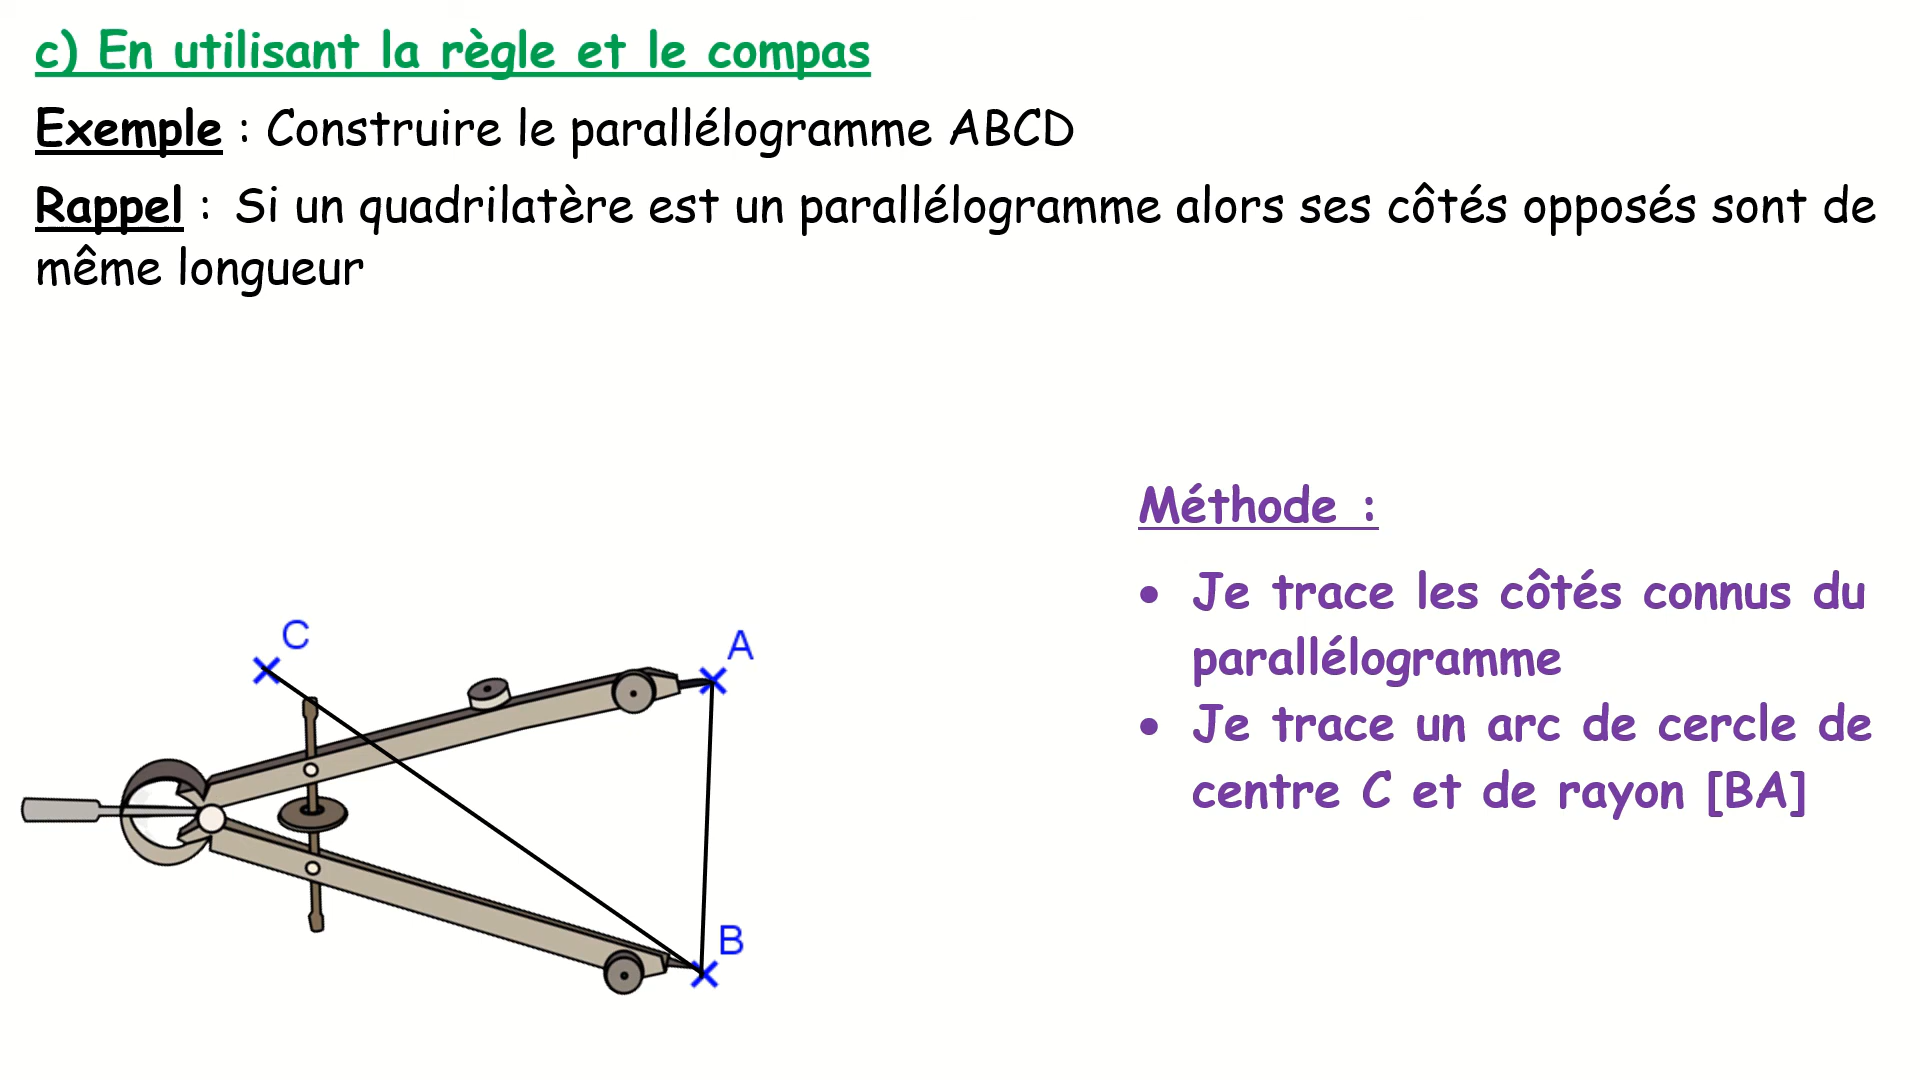 c) En utilisant la règle et le compas
Exemple : Construire le parallélogramme ABCD
Rappel : Si un quadrilatère est un parallélogramme alors ses côtés opposés sont de
même longueur
Méthode :
• Je trace les côtés connus du
parallélogramme
• Je trace un arc de cercle de
centre C et de rayon [BA]
C
A
B